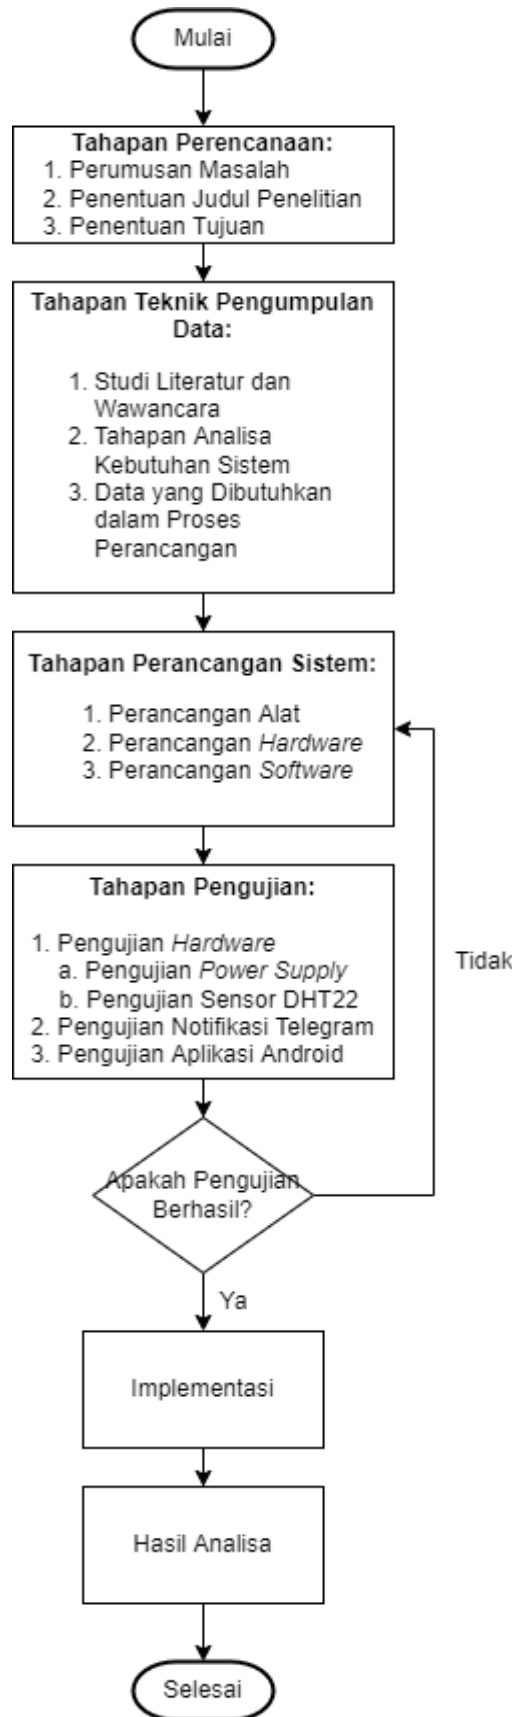 Mulai
Tahapan Perencanaan:
1. Perumusan Masalah
2. Penentuan Judul Penelitian
3. Penentuan Tujuan
Tahapan Teknik Pengumpulan
Data:
1. Studi Literatur dan
Wawancara
2. Tahapan Analisa
Kebutuhan Sistem
3. Data yang Dibutuhkan
dalam Proses
Perancangan
Tahapan Perancangan Sistem:
1. Perancangan Alat
2. Perancangan Hardware
3. Perancangan Software
Tahapan Pengujian:
1. Pengujian Hardware
a. Pengujian Power Supply
b. Pengujian Sensor DHT22
2. Pengujian Notifikasi Telegram
3. Pengujian Aplikasi Android
Tidak
Apakah Pengujian
Berhasil?
Ya
Implementasi
Hasil Analisa
Selesai